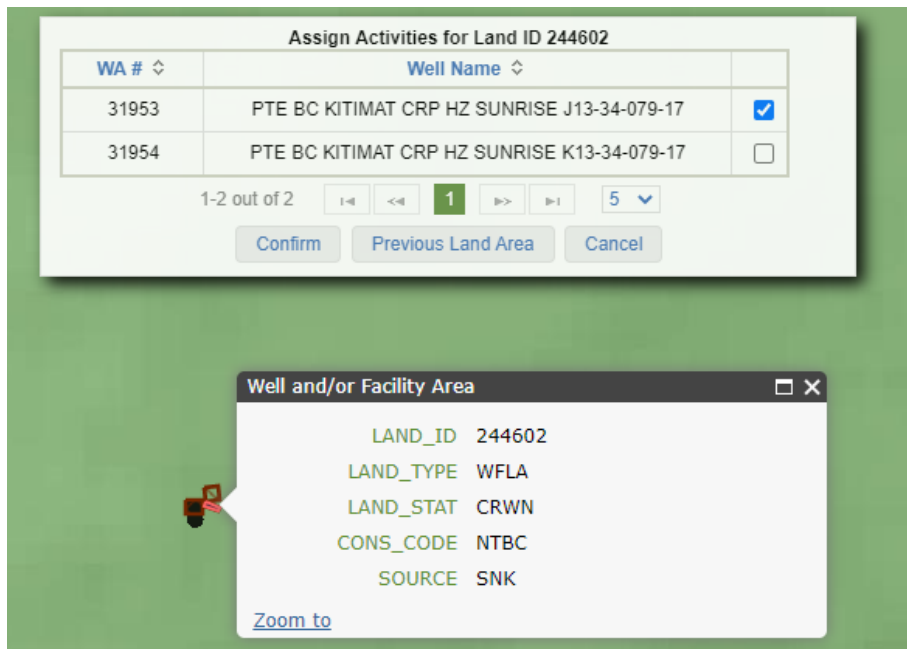 Assign Activities for Land ID 244602
WA # Well Name
31953 PTE BC KITIMAT CRP HZ SUNRISE J13-34-079-17
31954 PTE BC KITIMAT CRP HZ SUNRISE K13-34-079-17
1-2 out of 2 1 5
Confirm Previous Land Area Cancel
Well and/or Facility Area
LAND_ID 244602
LAND_TYPE WFLA
LAND_STAT CRWN
CONS_CODE NTBC
SOURCE SNK
Zoom to